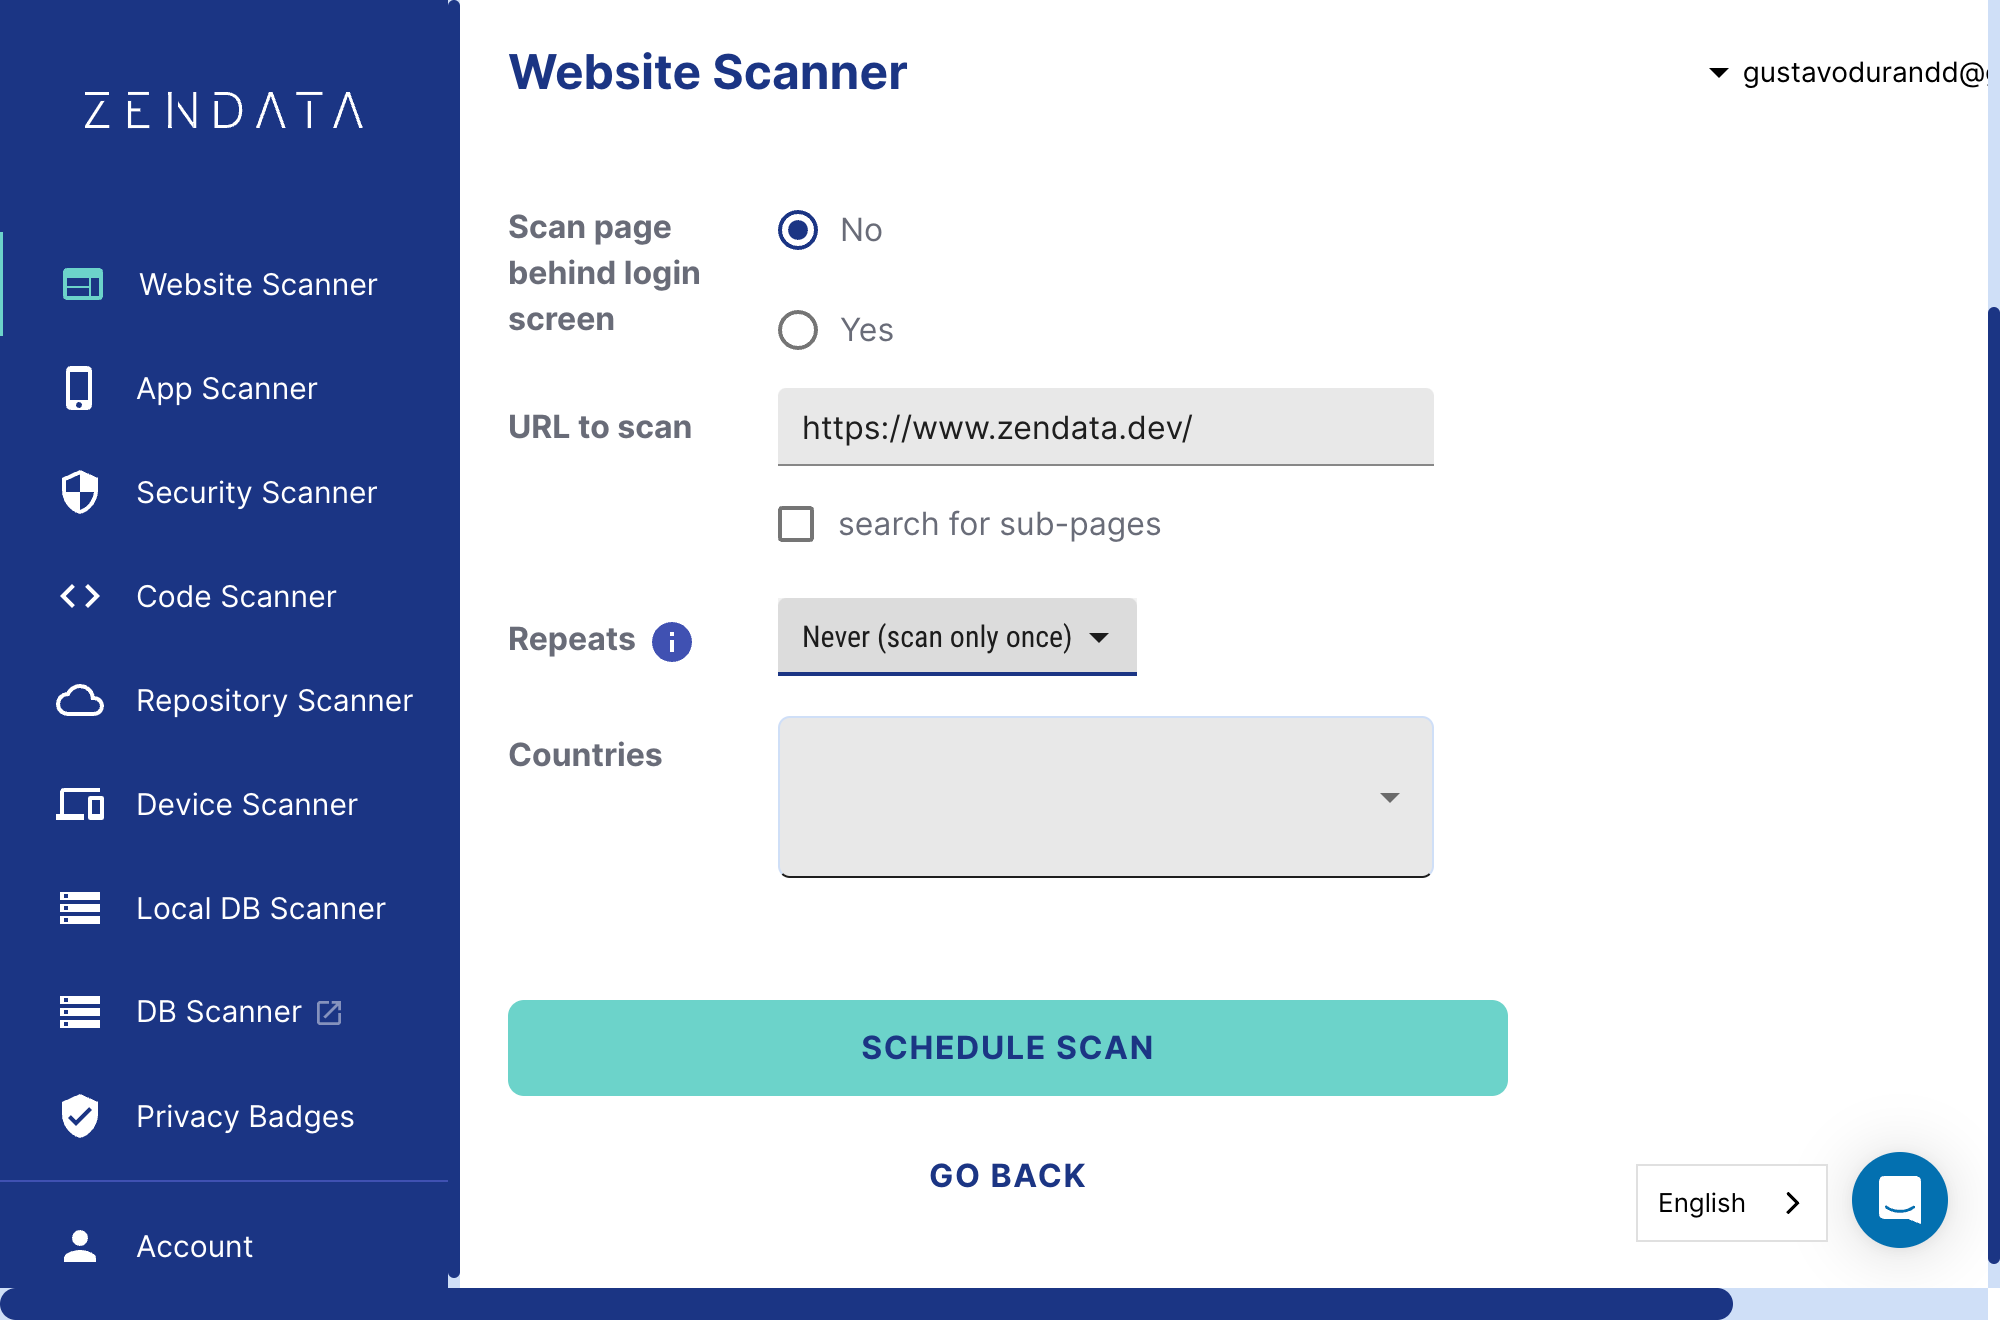 ZENDATA
Website Scanner
App Scanner
Security Scanner
Code Scanner
Repository Scanner
Device Scanner
Local DB Scanner
DB Scanner
Privacy Badges
Account
Website Scanner
gustavodurandd@
Scan page
behind login
screen
No
Yes
URL to scan
https://www.zendata.dev/
search for sub-pages
Repeats
Never (scan only once)
Countries
SCHEDULE SCAN
GO BACK
English